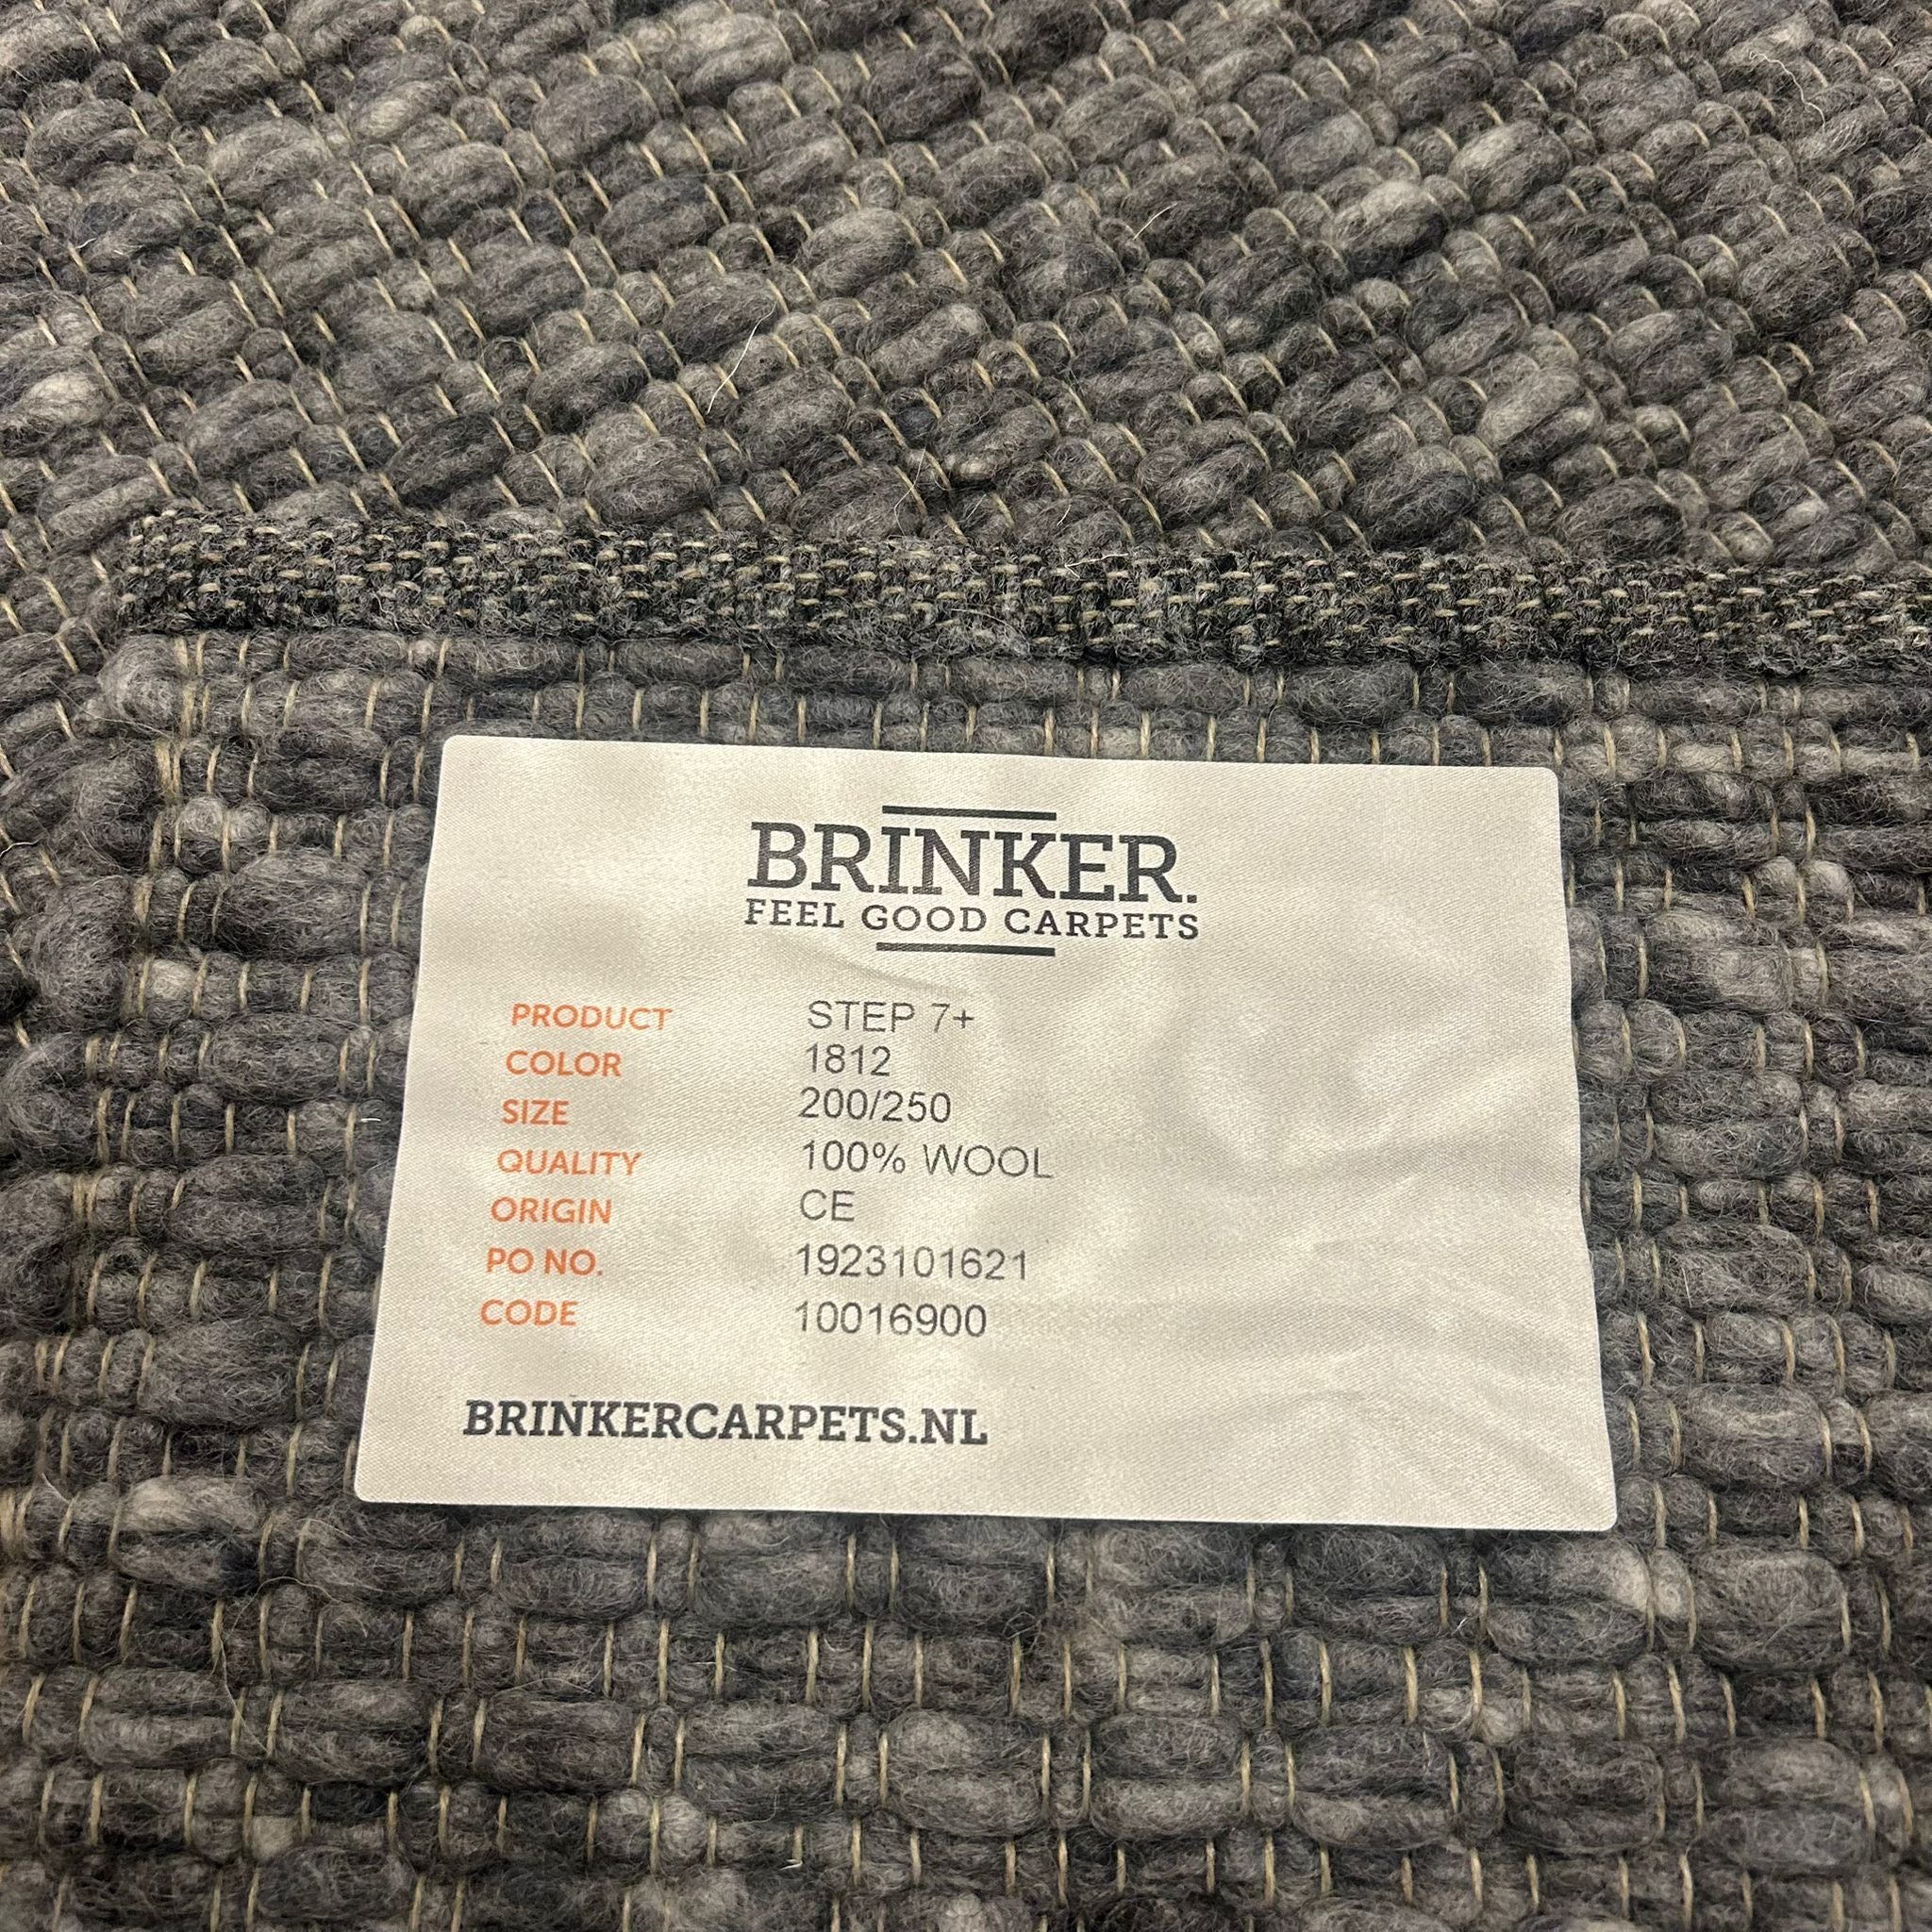 BRINKER.
FEEL GOOD CARPETS
PRODUCT STEP 7+
COLOR 1812
SIZE 200/250
QUALITY 100% WOOL
ORIGIN CE
PO NO. 1923101621
CODE 10016900
BRINKERCARPETS.NL